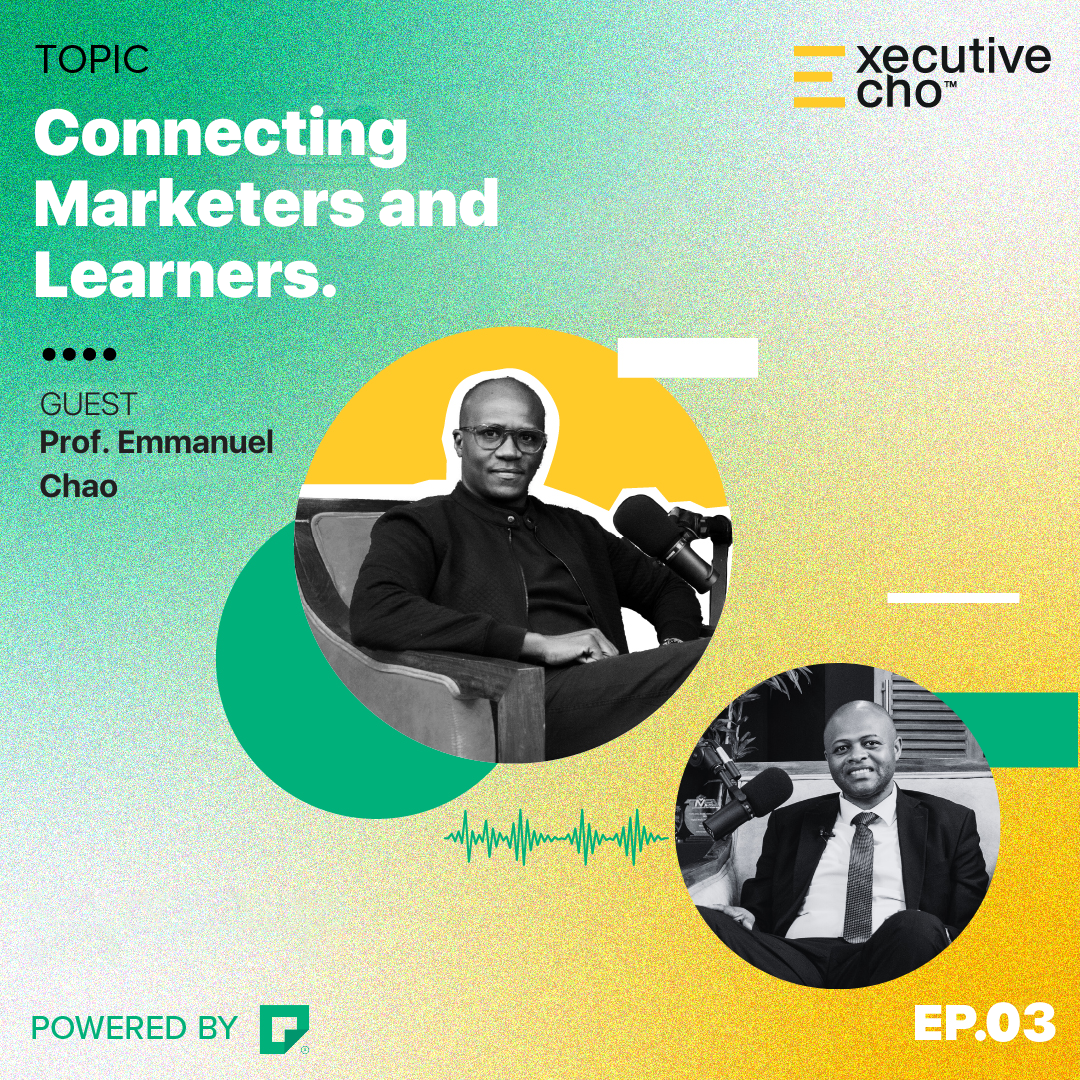 TOPIC
Connecting
Marketers and
Learners.
xecutive
cho™
GUEST
Prof. Emmanuel
Chao
POWERED BY
EP.03